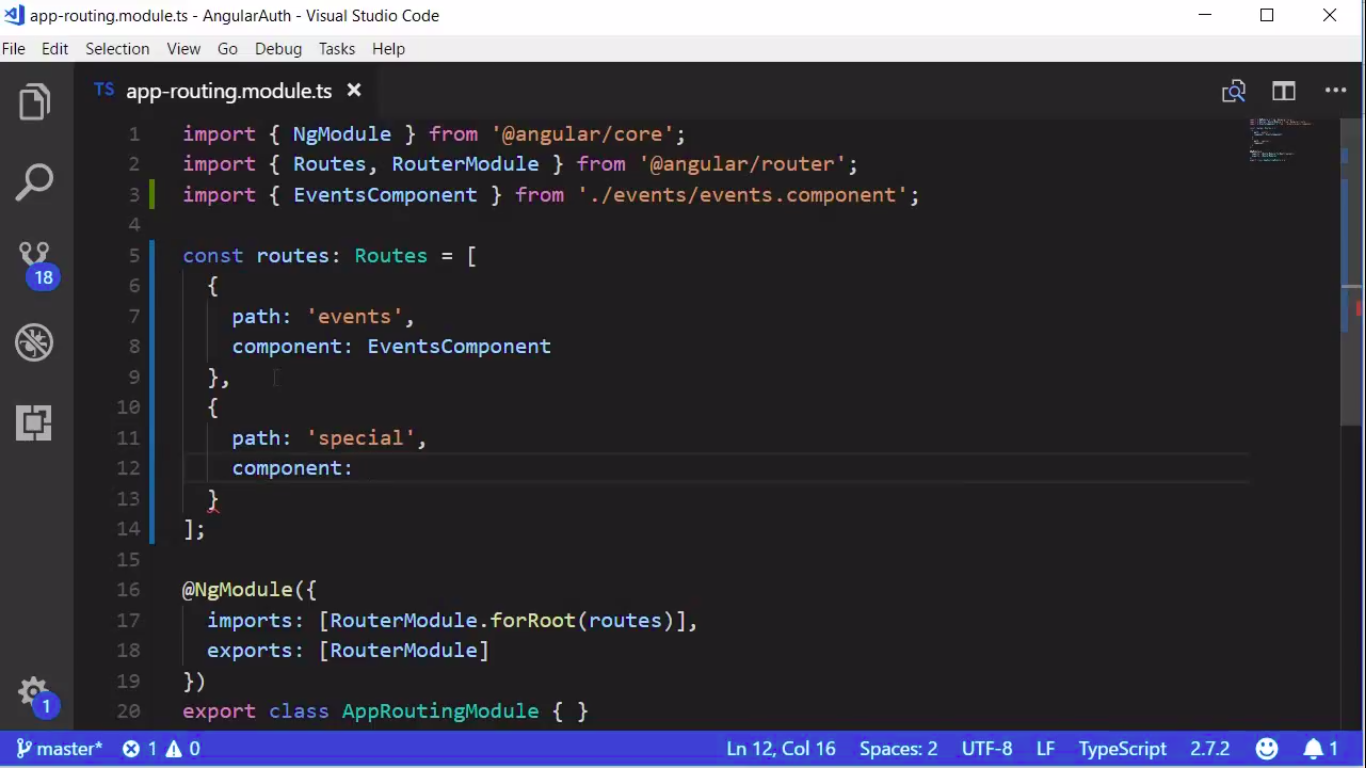 app-routing.module.ts - AngularAuth - Visual Studio Code
File Edit Selection View Go Debug Tasks Help
TS app-routing.module.ts
1 import { NgModule } from '@angular/core';
2 import { Routes, RouterModule } from '@angular/router';
3 import { EventsComponent } from './events/events.component';
4
5 const routes: Routes = [
6 {
7 path: 'events',
8 component: EventsComponent
9 },
10 {
11 path: 'special',
12 component:
13 }
14 ];
15
16 @NgModule({
17 imports: [RouterModule.forRoot(routes)],
18 exports: [RouterModule]
19 })
20 export class AppRoutingModule { }
18
1
master* 1 0 Ln 12, Col 16 Spaces: 2 UTF-8 LF TypeScript 2.7.2 1